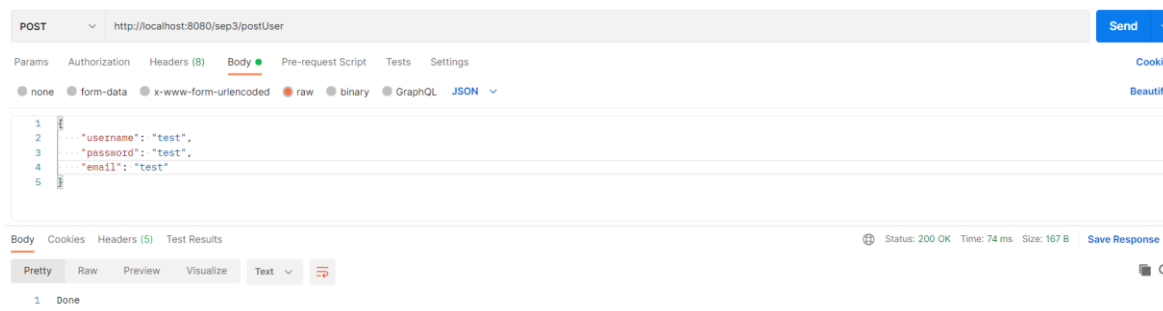 POST http://localhost:8080/sep3/postUser Send
Params Authorization Headers (8) Body Pre-request Script Tests Settings Cooki
none form-data x-www-form-urlencoded raw binary GraphQL JSON Beautif
1 {
2 "username": "test",
3 "password": "test",
4 "email": "test"
5 }
Body Cookies Headers (5) Test Results Status: 200 OK Time: 74 ms Size: 167 B Save Response
Pretty Raw Preview Visualize Text
1 Done